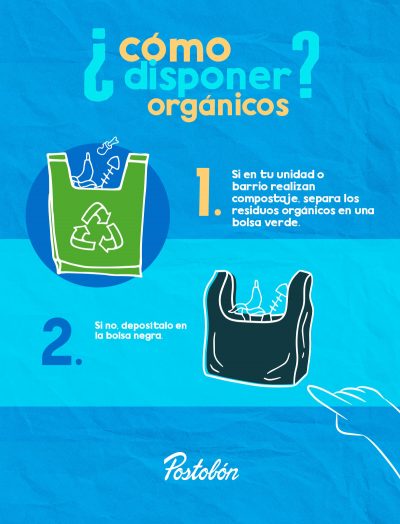 ¿cómo
disponer?
orgánicos
1.
Si en tu unidad o
barrio realizan
compostaje, separa los
residuos orgánicos en una
bolsa verde.
2.
Si no, deposítalo en
la bolsa negra.
Postobón